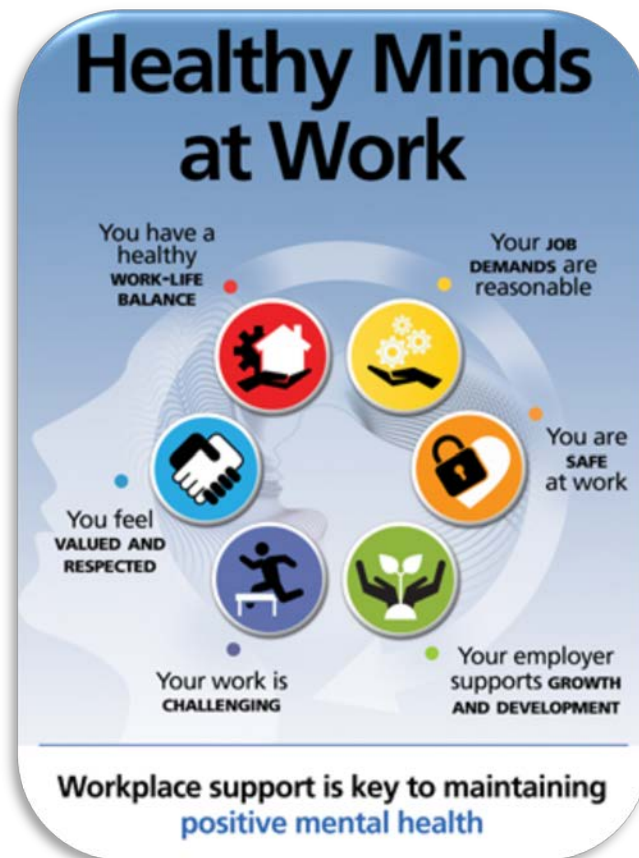 Healthy Minds
at Work
You have a
healthy
WORK-LIFE
BALANCE
Your JOB
DEMANDS are
reasonable
You are
SAFE
at work
Your employer
supports GROWTH
AND DEVELOPMENT
Your work is
CHALLENGING
You feel
VALUED AND
RESPECTED
Workplace support is key to maintaining
positive mental health